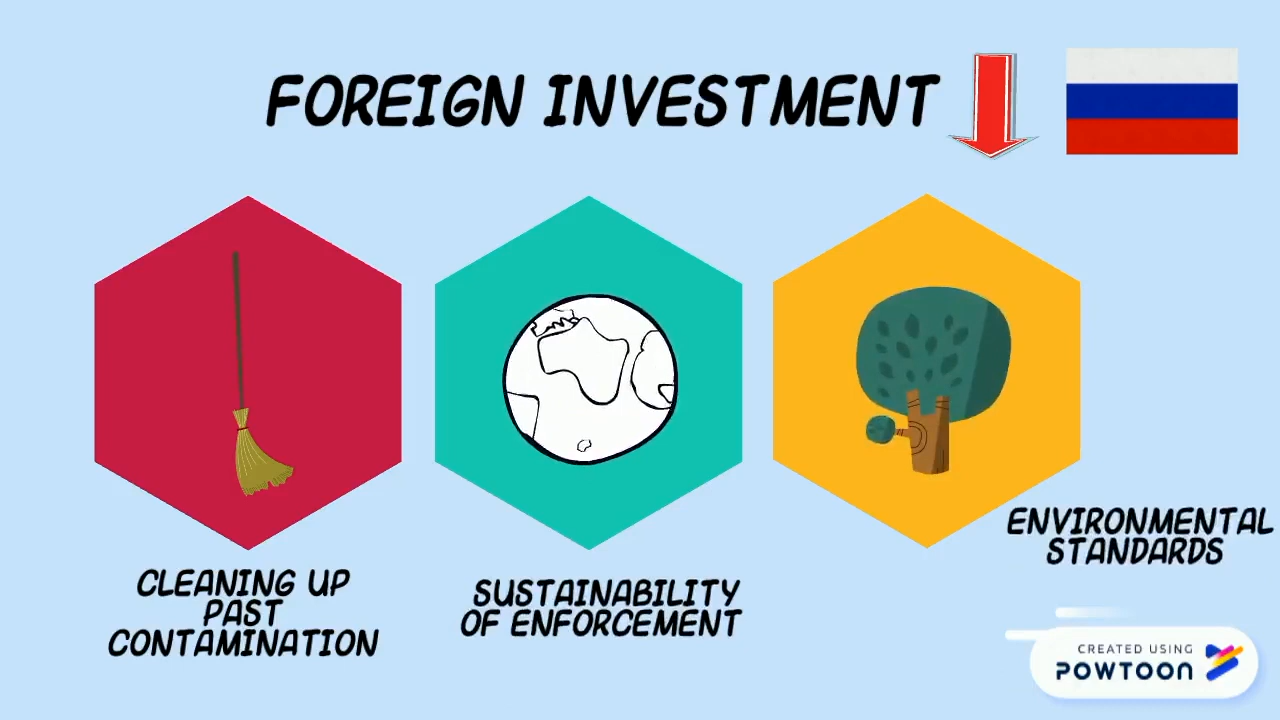 FOREIGN INVESTMENT
CLEANING UP
PAST
CONTAMINATION
SUSTAINABILITY
OF ENFORCEMENT
ENVIRONMENTAL
STANDARDS
CREATED USING
POWTOON